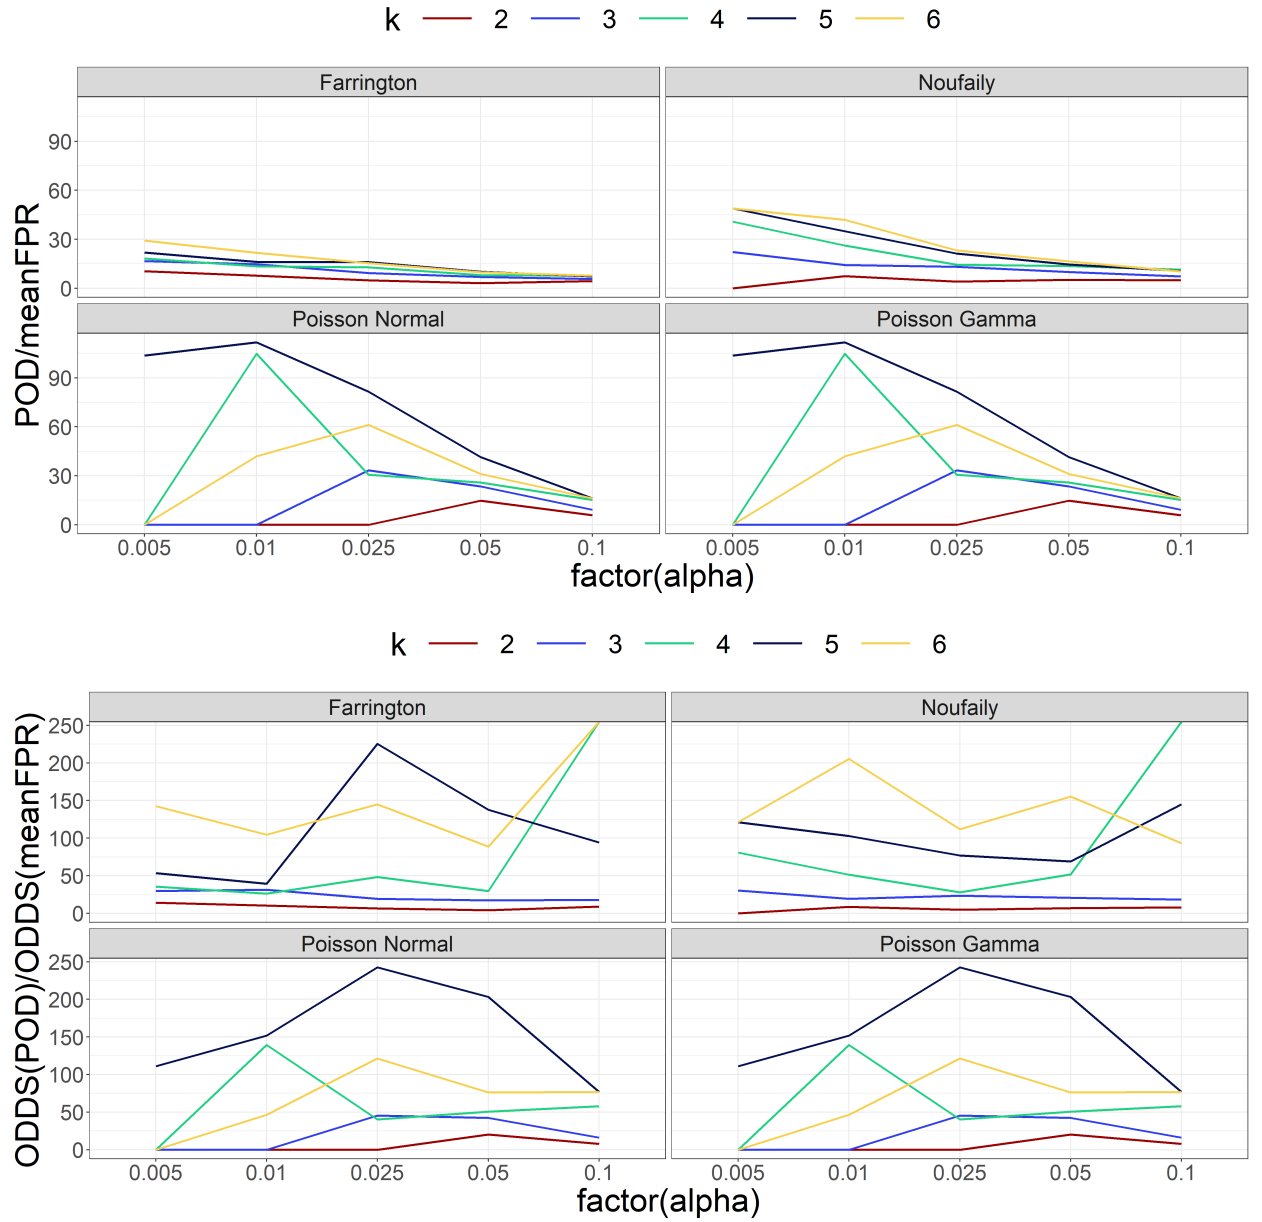 k 2 3 4 5 6
Farrington Noufaily
90
60
30
0
Poisson Normal Poisson Gamma
90
60
30
0
POD/meanFPR
0.005 0.01 0.025 0.05 0.1 0.005 0.01 0.025 0.05 0.1
factor(alpha)
k 2 3 4 5 6
Farrington Noufaily
250
200
150
100
50
0
Poisson Normal Poisson Gamma
250
200
150
100
50
0
ODDS(POD)/ODDS(meanFPR)
0.005 0.01 0.025 0.05 0.1 0.005 0.01 0.025 0.05 0.1
factor(alpha)